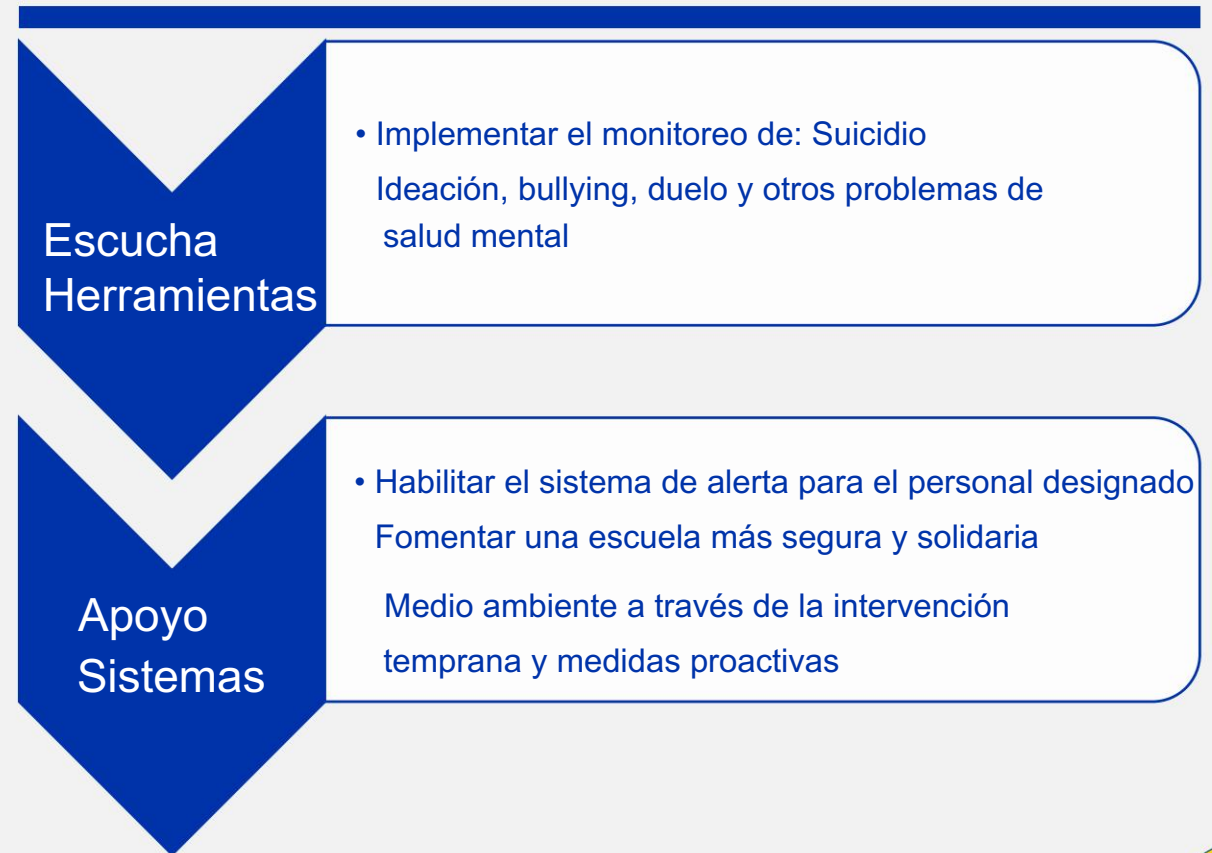 Escucha
Herramientas
• Implementar el monitoreo de: Suicidio
Ideación, bullying, duelo y otros problemas de
salud mental
Apoyo
Sistemas
• Habilitar el sistema de alerta para el personal designado
Fomentar una escuela más segura y solidaria
Medio ambiente a través de la intervención
temprana y medidas proactivas